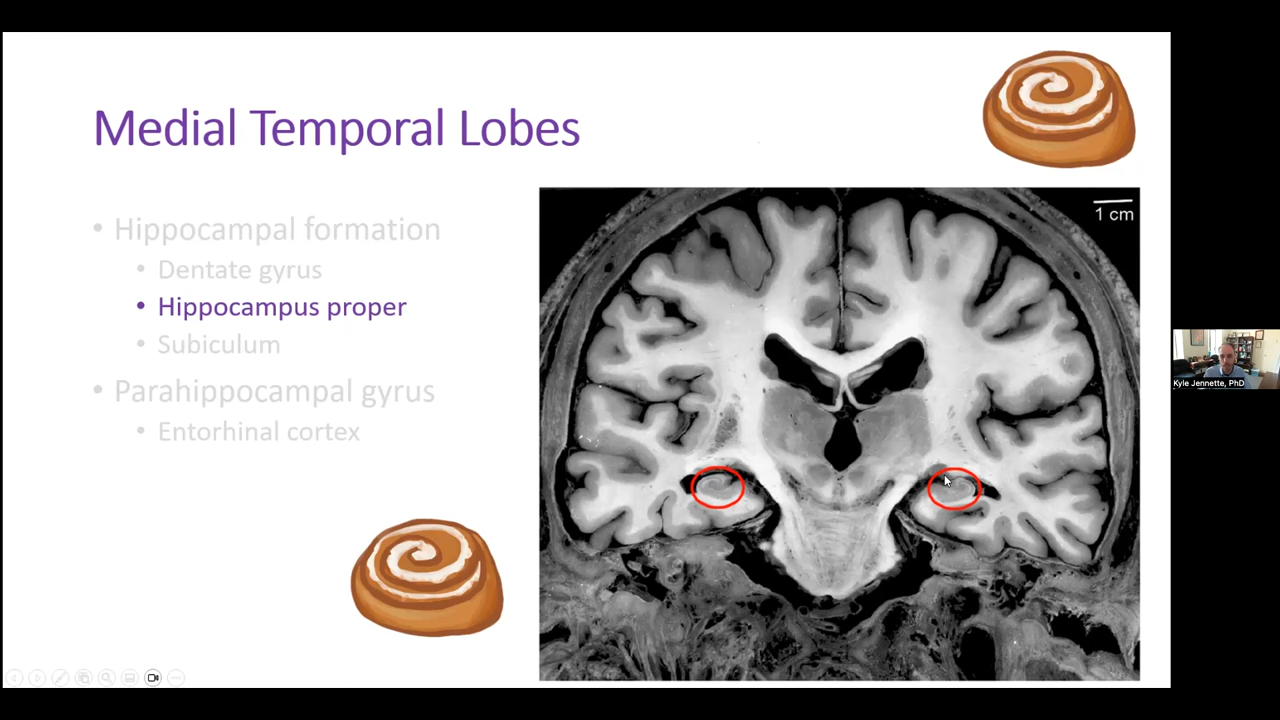 Medial Temporal Lobes
• Hippocampal formation
• Dentate gyrus
• Hippocampus proper
• Subiculum
• Parahippocampal gyrus
• Entorhinal cortex
1 cm
Kyle Jennette, PhD